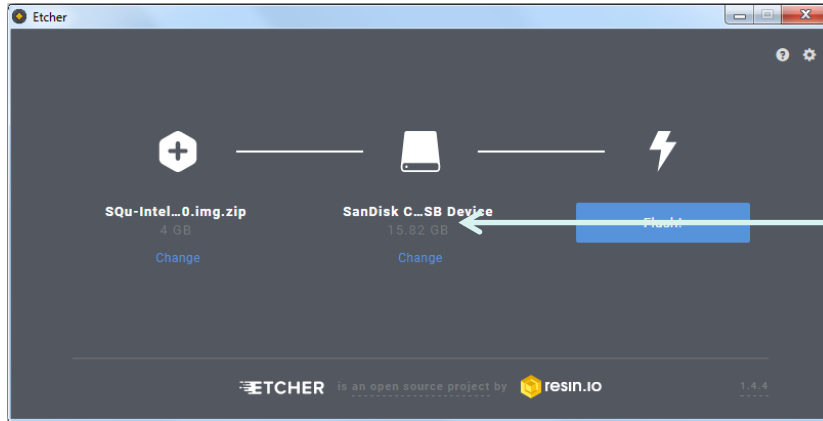 Etcher
SQu-Intel...0.img.zip
4 GB
Change
SanDisk C...SB Device
15.82 GB
Change
Flash!
ETCHER is an open source project by resin.io
1.4.4